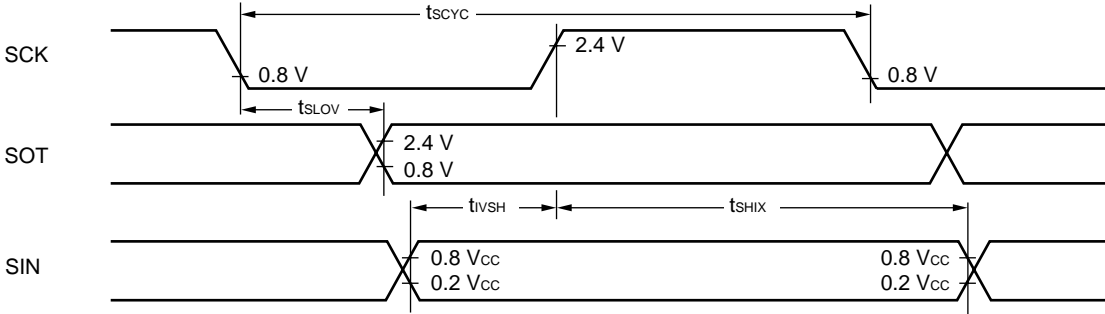 tSCYC
SCK
2.4 V
0.8 V
0.8 V
tSLOV
SOT
2.4 V
0.8 V
tIVSH
tSHIX
SIN
0.8 VCC
0.8 VCC
0.2 VCC
0.2 VCC